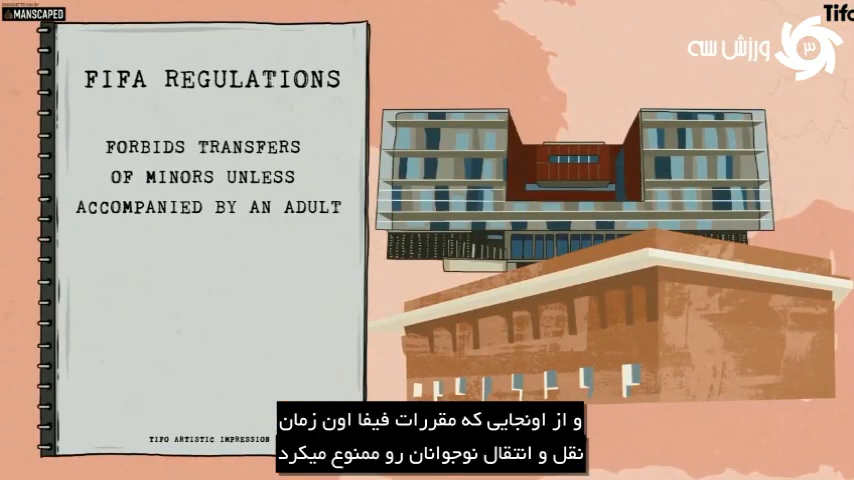 MANSCAPED
Tifo
ورزش سه
۳
FIFA REGULATIONS
FORBIDS TRANSFERS
OF MINORS UNLESS
ACCOMPANIED BY AN ADULT
TIFO ARTISTIC IMPRESSION
و از اونجایی که مقررات فیفا اون زمان
نقل و انتقال نوجوانان رو ممنوع میکرد